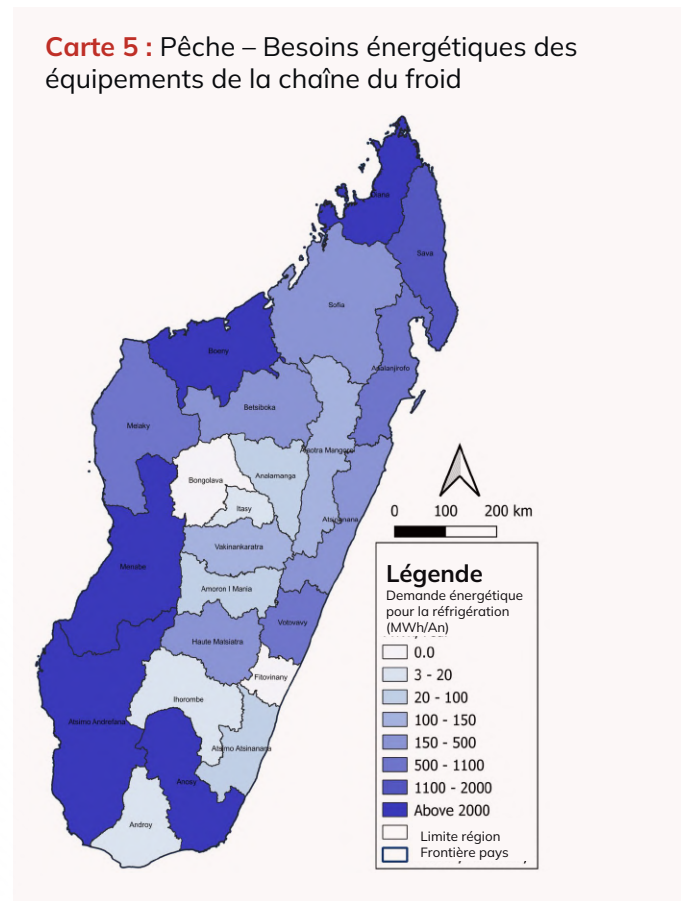 Carte 5 : Pêche – Besoins énergétiques des
équipements de la chaîne du froid
Diana
Sava
Sofia
Boeny
Analanjirofo
Betsiboka
Melaky
Bongolava
Analamanga
Itasy
Vakinankaratra
Menabe
Amoron I Mania
Vatovavy
Haute Matsiatra
Fitovinany
Ihorombe
Atsimo Andrefana
Atsimo Atsinanana
Anosy
Androy
0 100 200 km
Légende
Demande énergétique
pour la réfrigération
(MWh/An)
0.0
3 - 20
20 - 100
100 - 150
150 - 500
500 - 1100
1100 - 2000
Above 2000
Limite région
Frontière pays